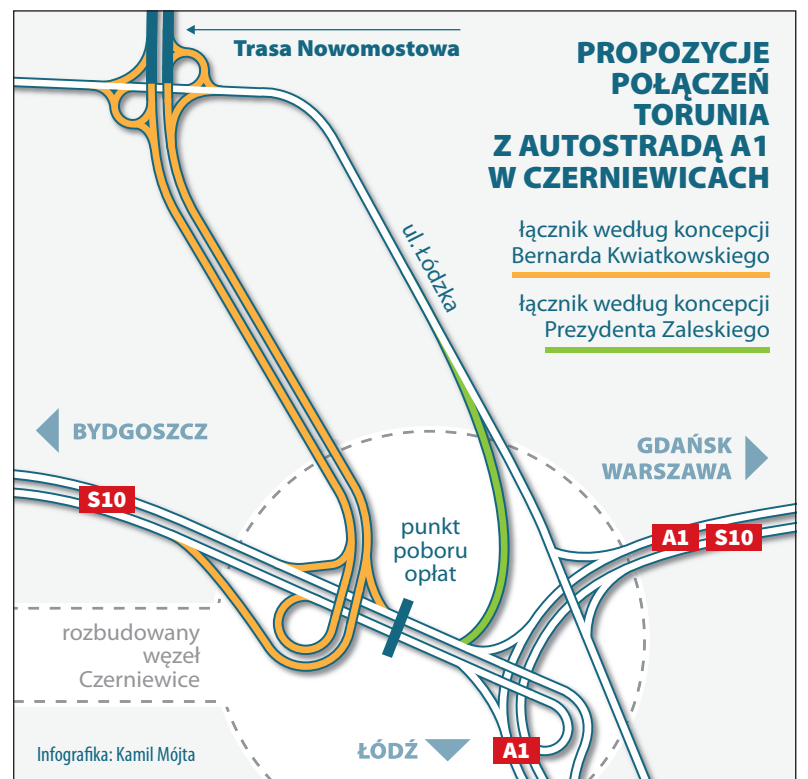 Trasa Nowomostowa
PROPOZYCJE
POŁĄCZEŃ
TORUNIA
Z AUTOSTRADĄ A1
W CZERNIEWICACH
łącznik według koncepcji
Bernarda Kwiatkowskiego
łącznik według koncepcji
Prezydenta Zaleskiego
ul. Łódzka
BYDGOSZCZ
GDAŃSK
WARSZAWA
S10
A1 S10
punkt
poboru
opłat
rozbudowany
węzeł
Czerniewice
Infografika: Kamil Mójta
ŁÓDŹ
A1